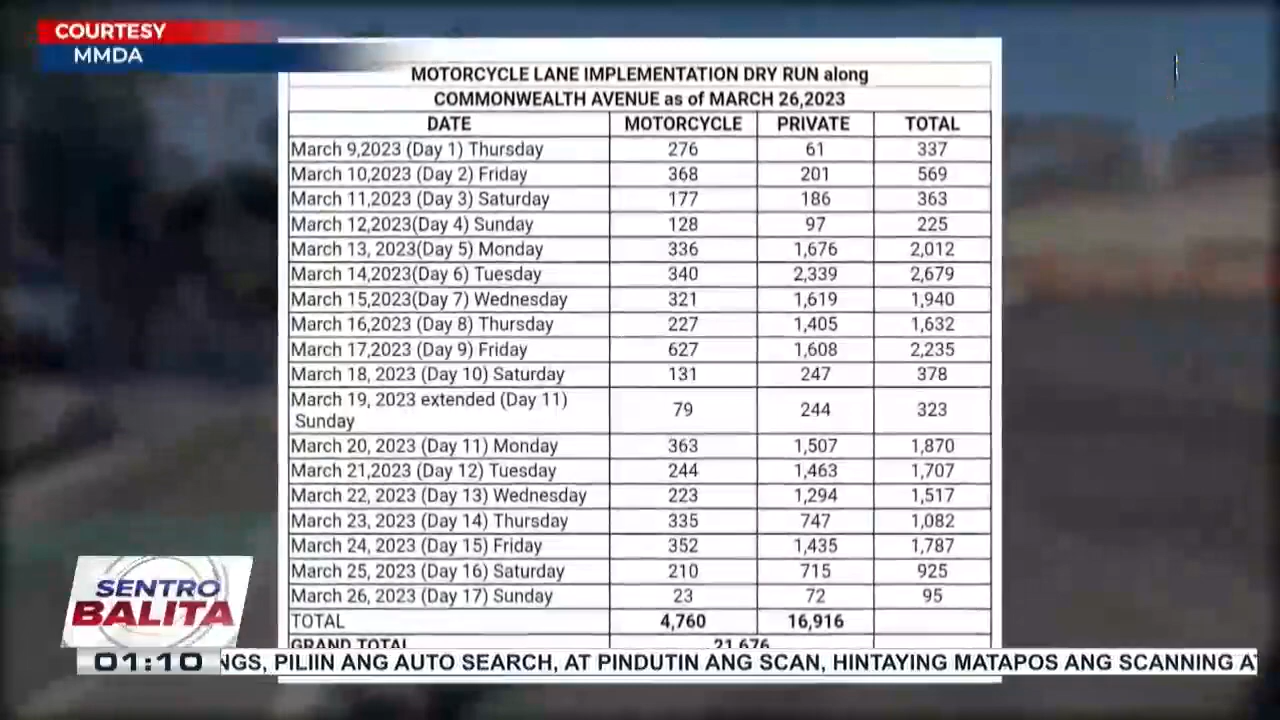 COURTESY
MMDA
MOTORCYCLE LANE IMPLEMENTATION DRY RUN along
COMMONWEALTH AVENUE as of MARCH 26,2023
DATE MOTORCYCLE PRIVATE TOTAL
March 9,2023 (Day 1) Thursday 276 61 337
March 10,2023 (Day 2) Friday 368 201 569
March 11,2023 (Day 3) Saturday 177 186 363
March 12,2023(Day 4) Sunday 128 97 225
March 13, 2023(Day 5) Monday 336 1,676 2,012
March 14,2023(Day 6) Tuesday 340 2,339 2,679
March 15,2023(Day 7) Wednesday 321 1,619 1,940
March 16,2023 (Day 8) Thursday 227 1,405 1,632
March 17,2023 (Day 9) Friday 627 1,608 2,235
March 18, 2023 (Day 10) Saturday 131 247 378
March 19, 2023 extended (Day 11)
Sunday 79 244 323
March 20, 2023 (Day 11) Monday 363 1,507 1,870
March 21,2023 (Day 12) Tuesday 244 1,463 1,707
March 22, 2023 (Day 13) Wednesday 223 1,294 1,517
March 23, 2023 (Day 14) Thursday 335 747 1,082
March 24, 2023 (Day 15) Friday 352 1,435 1,787
March 25, 2023 (Day 16) Saturday 210 715 925
March 26, 2023 (Day 17) Sunday 23 72 95
TOTAL 4,760 16,916
GRAND TOTAL 21,676
SENTRO
BALITA
01:10 NGS, PILIIN ANG AUTO SEARCH, AT PINDUTIN ANG SCAN, HINTAYING MATAPOS ANG SCANNING AT